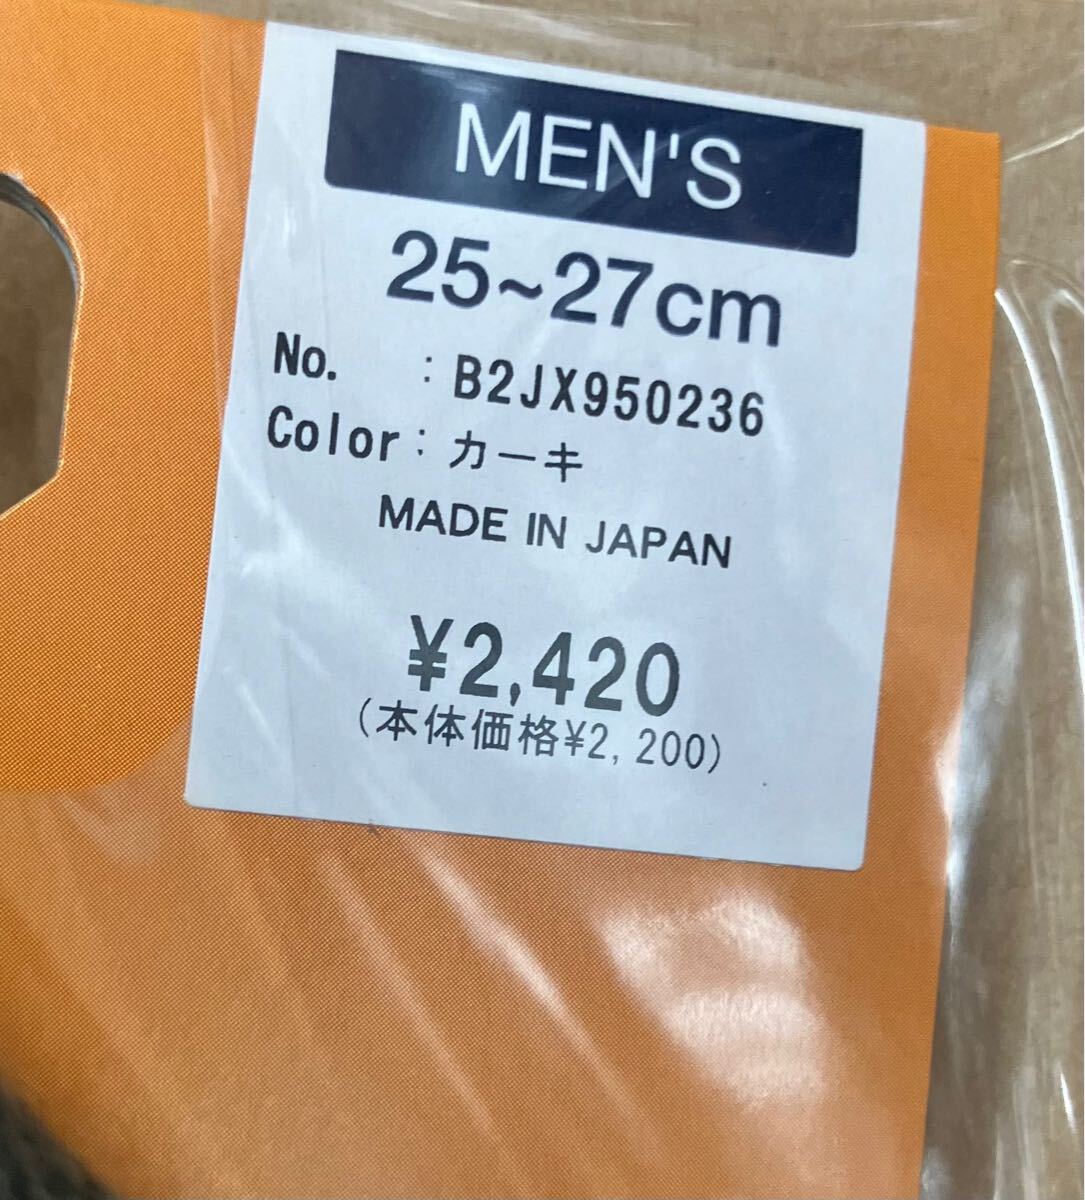 MEN'S
25~27cm
No. : B2JX950236
Color: カーキ
MADE IN JAPAN
¥2,420
(本体価格¥2,200)